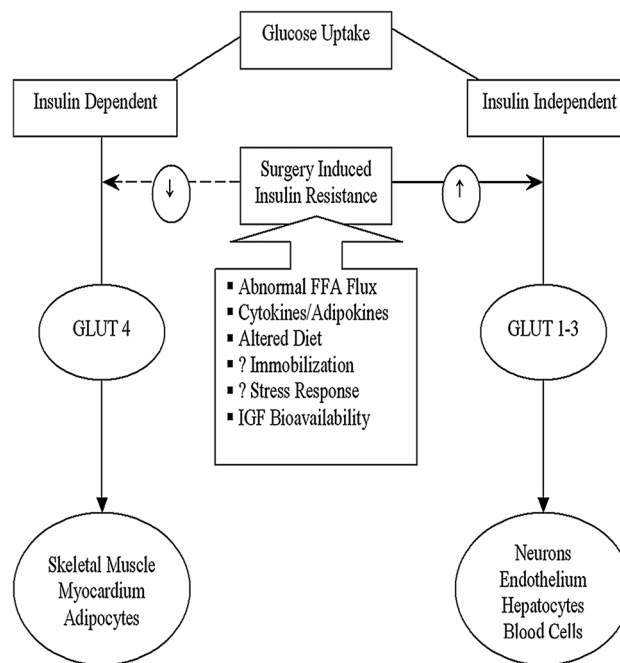 Glucose Uptake
Insulin Dependent
Insulin Independent
Surgery Induced
Insulin Resistance
↓
↑
▪ Abnormal FFA Flux
▪ Cytokines/Adipokines
▪ Altered Diet
▪ ? Immobilization
▪ ? Stress Response
▪ IGF Bioavailability
GLUT 4
GLUT 1-3
Skeletal Muscle
Myocardium
Adipocytes
Neurons
Endothelium
Hepatocytes
Blood Cells